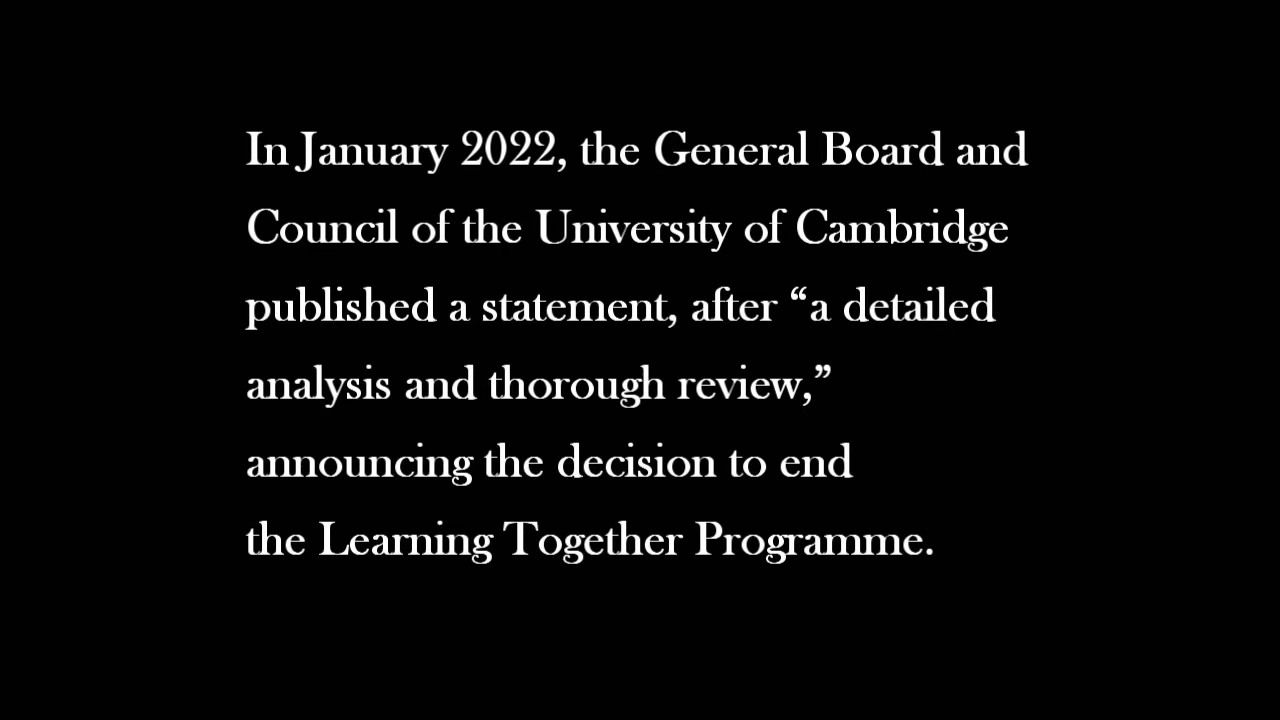 In January 2022, the General Board and
Council of the University of Cambridge
published a statement, after “a detailed
analysis and thorough review,”
announcing the decision to end
the Learning Together Programme.